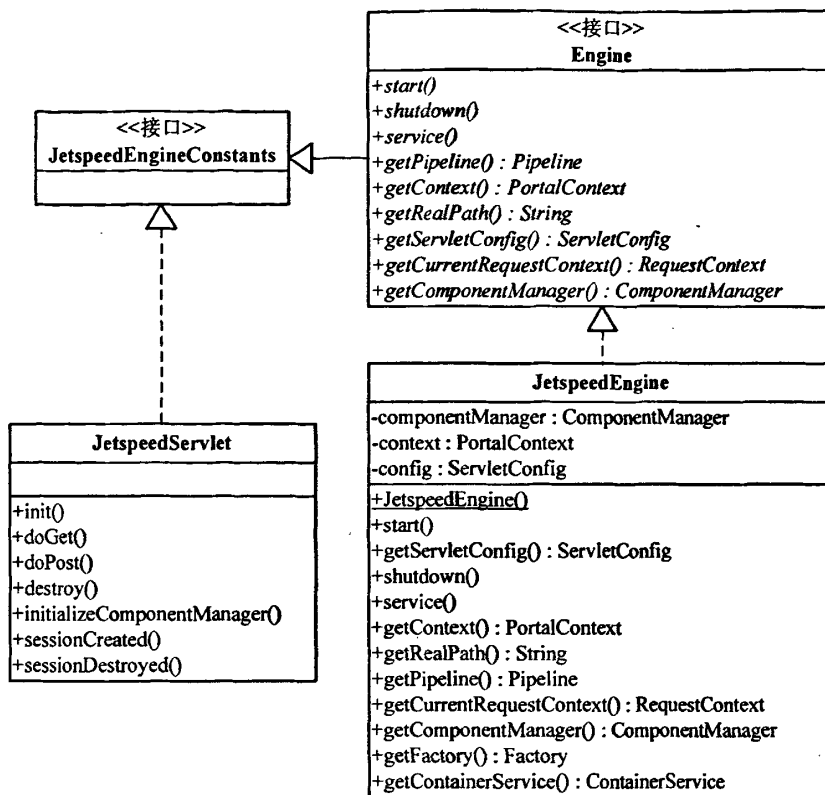 <<接口>>
Engine
+start()
+shutdown()
+service()
+getPipeline() : Pipeline
+getContext() : PortalContext
+getRealPath() : String
+getServletConfig() : ServletConfig
+getCurrentRequestContext() : RequestContext
+getComponentManager() : ComponentManager
<<接口>>
JetspeedEngineConstants
JetspeedServlet
+init()
+doGet()
+doPost()
+destroy()
+initializeComponentManager()
+sessionCreated()
+sessionDestroyed()
JetspeedEngine
-componentManager : ComponentManager
-context : PortalContext
-config : ServletConfig
+JetspeedEngine()
+start()
+getServletConfig() : ServletConfig
+shutdown()
+service()
+getContext() : PortalContext
+getRealPath() : String
+getPipeline() : Pipeline
+getCurrentRequestContext() : RequestContext
+getComponentManager() : ComponentManager
+getFactory() : Factory
+getContainerService() : ContainerService